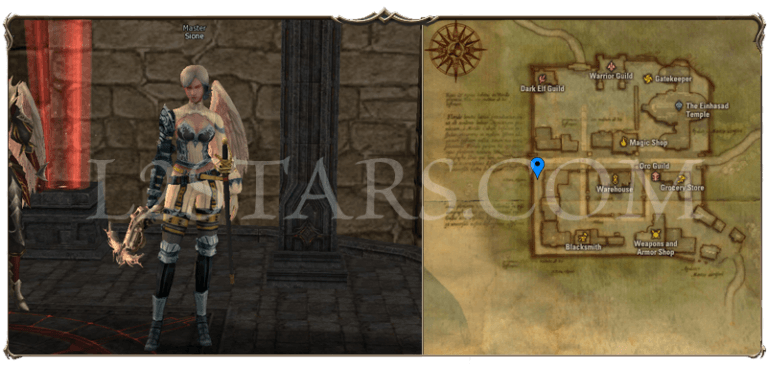 Master
Sione
Warrior Guild
Gatekeeper
Dark Elf Guild
The Einhasad
Temple
Magic Shop
Orc Guild
Warehouse
Grocery Store
Blacksmith
Weapons and
Armor Shop
L2STARS.COM